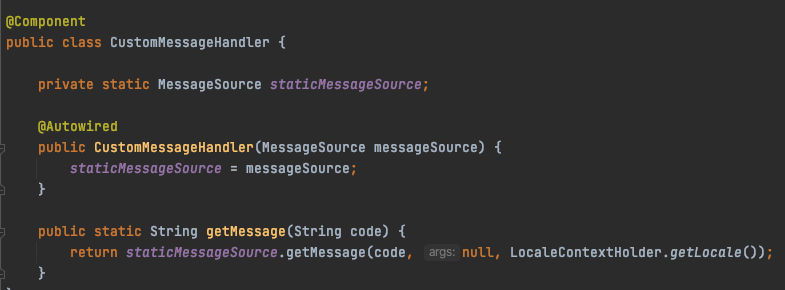 @Component
public class CustomMessageHandler {
private static MessageSource staticMessageSource;
@Autowired
public CustomMessageHandler(MessageSource messageSource) {
staticMessageSource = messageSource;
}
public static String getMessage(String code) {
return staticMessageSource.getMessage(code, args: null, LocaleContextHolder.getLocale());
}